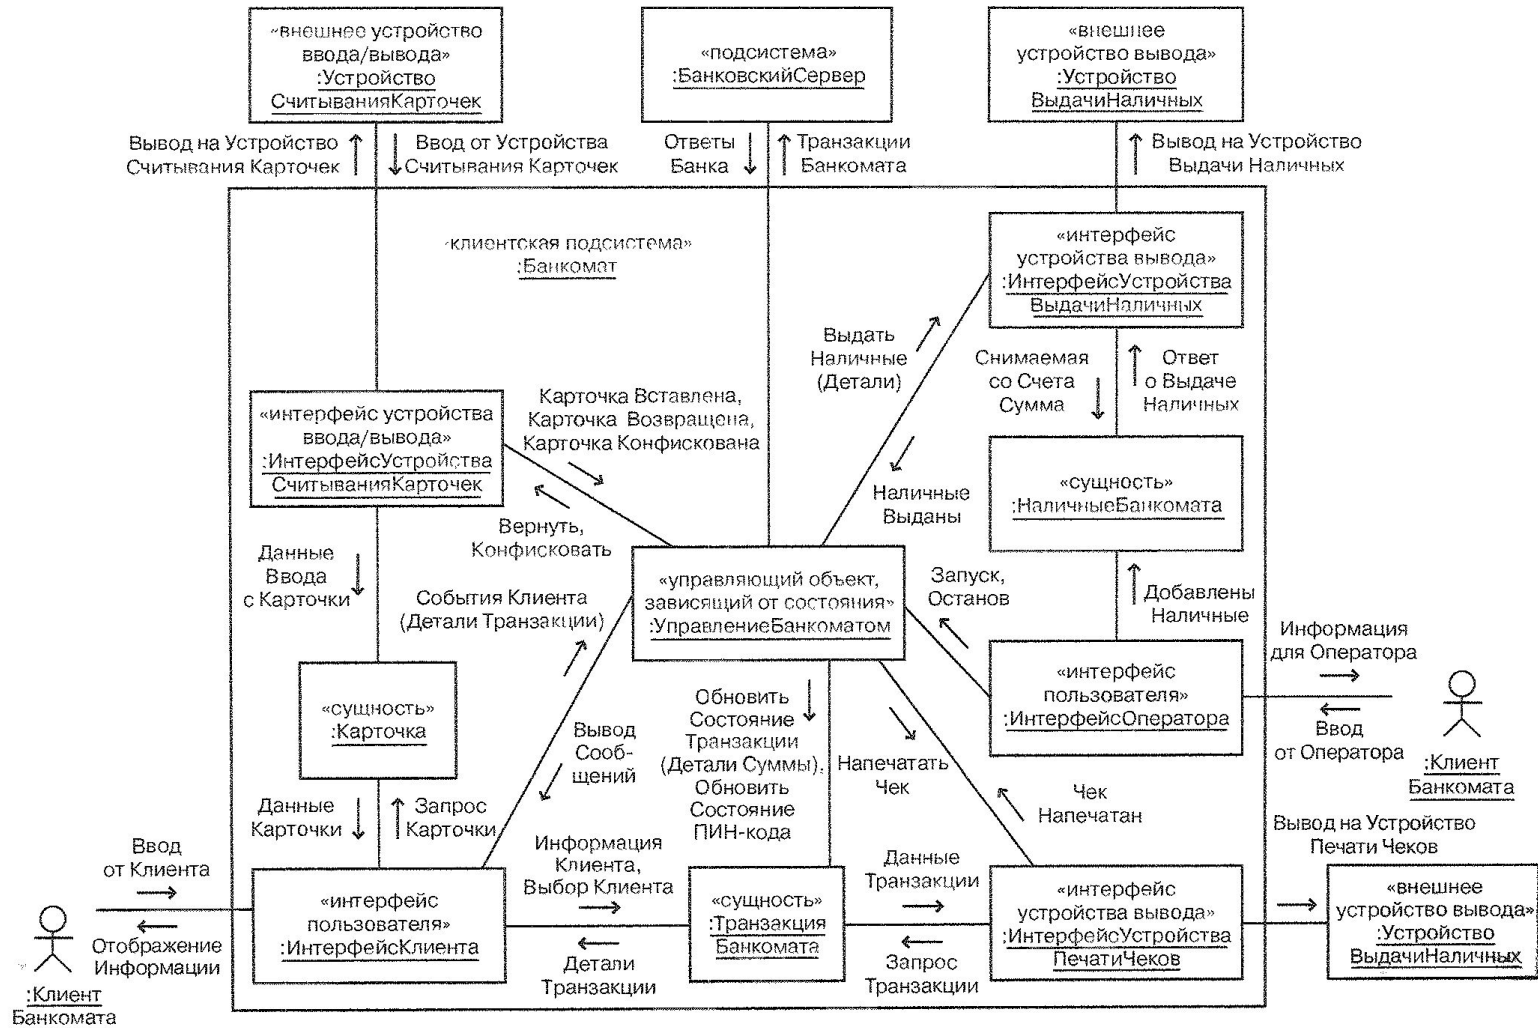 «внешнее устройство
ввода/вывода»
:Устройство
СчитыванияКарточек
«подсистема»
:БанковскийСервер
«внешнее
устройство вывода»
:Устройство
ВыдачиНаличных
Вывод на Устройство
Считывания Карточек
Ввод от Устройства
Считывания Карточек
Ответы
Банка
Транзакции
Банкомата
Вывод на Устройство
Выдачи Наличных
«клиентская подсистема»
:Банкомат
«интерфейс
устройства вывода»
:ИнтерфейсУстройства
ВыдачиНаличных
Выдать
Наличные
(Детали)
Снимаемая
со Счета
Сумма
Ответ
о Выдаче
Наличных
«интерфейс устройства
ввода/вывода»
:ИнтерфейсУстройства
СчитыванияКарточек
Карточка Вставлена,
Карточка Возвращена,
Карточка Конфискована
Вернуть,
Конфисковать
Наличные
Выданы
«сущность»
:НаличныеБанкомата
Данные
Ввода
с Карточки
События Клиента
(Детали Транзакции)
«управляющий объект,
зависящий от состояния»
:УправлениеБанкоматом
Запуск,
Останов
Добавлены
Наличные
«сущность»
:Карточка
Вывод
Сооб-
щений
Обновить
Состояние
Транзакции
(Детали Суммы),
Обновить
Состояние
ПИН-кода
Напечатать
Чек
«интерфейс
пользователя»
:ИнтерфейсОператора
Информация
для Оператора
Ввод
от Оператора
:Клиент
Банкомата
Чек
Напечатан
Данные
Карточки
Запрос
Карточки
Ввод
от Клиента
Отображение
Информации
:Клиент
Банкомата
«интерфейс
пользователя»
:ИнтерфейсКлиента
Информация
Клиента,
Выбор Клиента
Детали
Транзакции
«сущность»
:Транзакция
Банкомата
Данные
Транзакции
Запрос
Транзакции
«интерфейс
устройства вывода»
:ИнтерфейсУстройства
ПечатиЧеков
Вывод на Устройство
Печати Чеков
«внешнее
устройство вывода»
:Устройство
ВыдачиНаличных